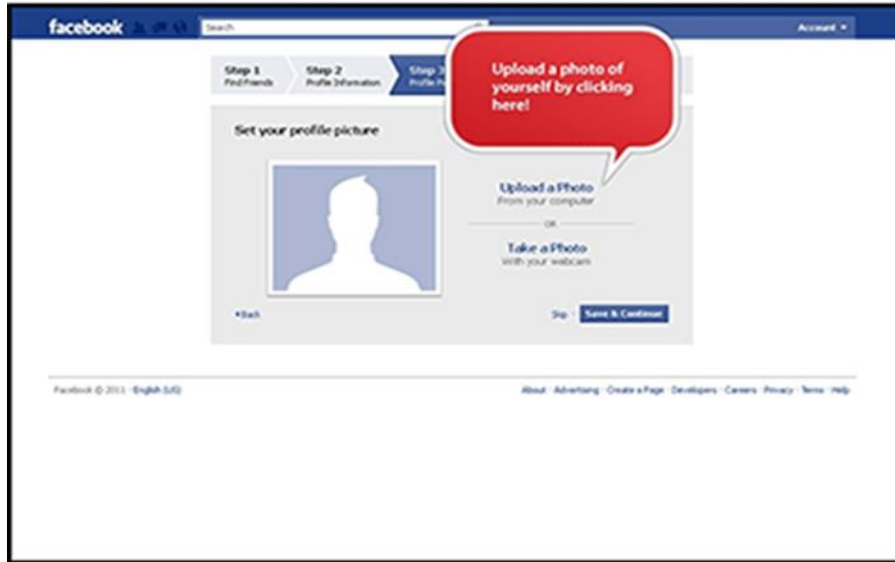 facebook
Search
Account
Step 1
Find Friends
Step 2
Profile Information
Step 3
Profile
Upload a photo of
yourself by clicking
here!
Set your profile picture
Upload a Photo
From your computer
OR
Take a Photo
With your webcam
Back
Skip · Save & Continue
Facebook © 2011 · English (US)
About · Advertising · Create a Page · Developers · Careers · Privacy · Terms · Help